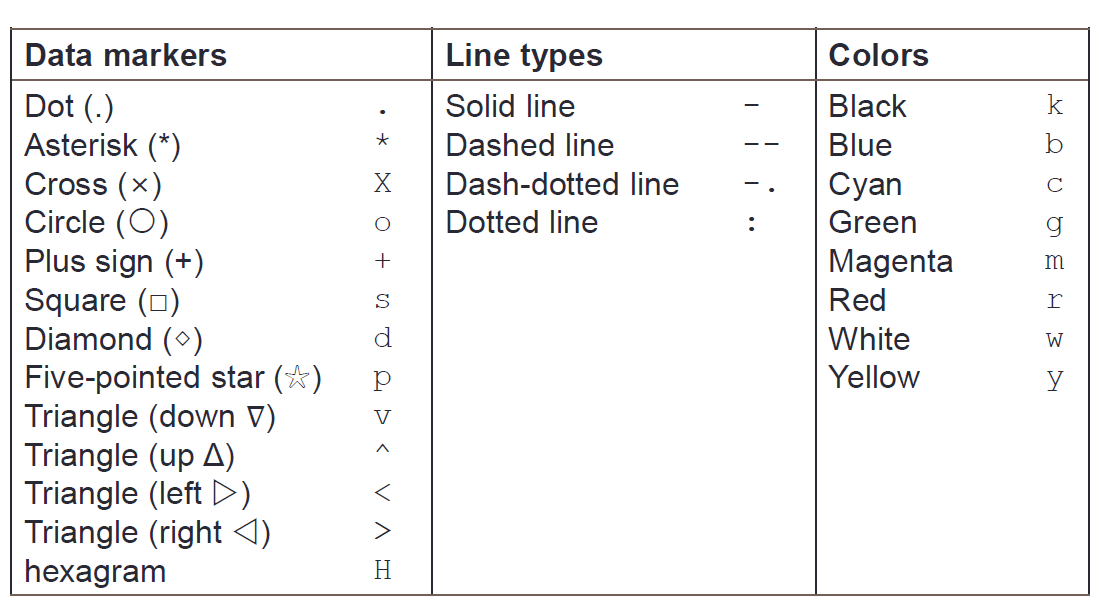 Data markers Line types Colors
Dot (.) . Solid line - Black k
Asterisk (*) * Dashed line -- Blue b
Cross (×) X Dash-dotted line -. Cyan c
Circle (○) o Dotted line : Green g
Plus sign (+) + Magenta m
Square (□) s Red r
Diamond (◇) d White w
Five-pointed star (☆) p Yellow y
Triangle (down ∇) v
Triangle (up Δ) ^
Triangle (left ▷) <
Triangle (right ◁) >
hexagram H